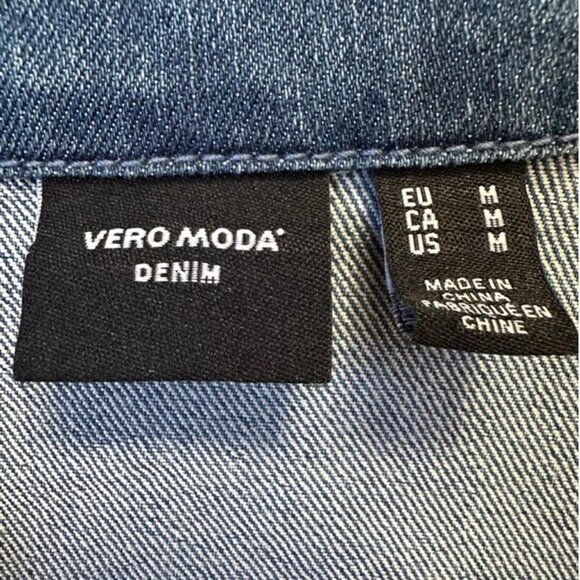 VERO MODA
DENIM
EU M
CA M
US M
MADE IN
CHINA
FABRIQUE EN
CHINE